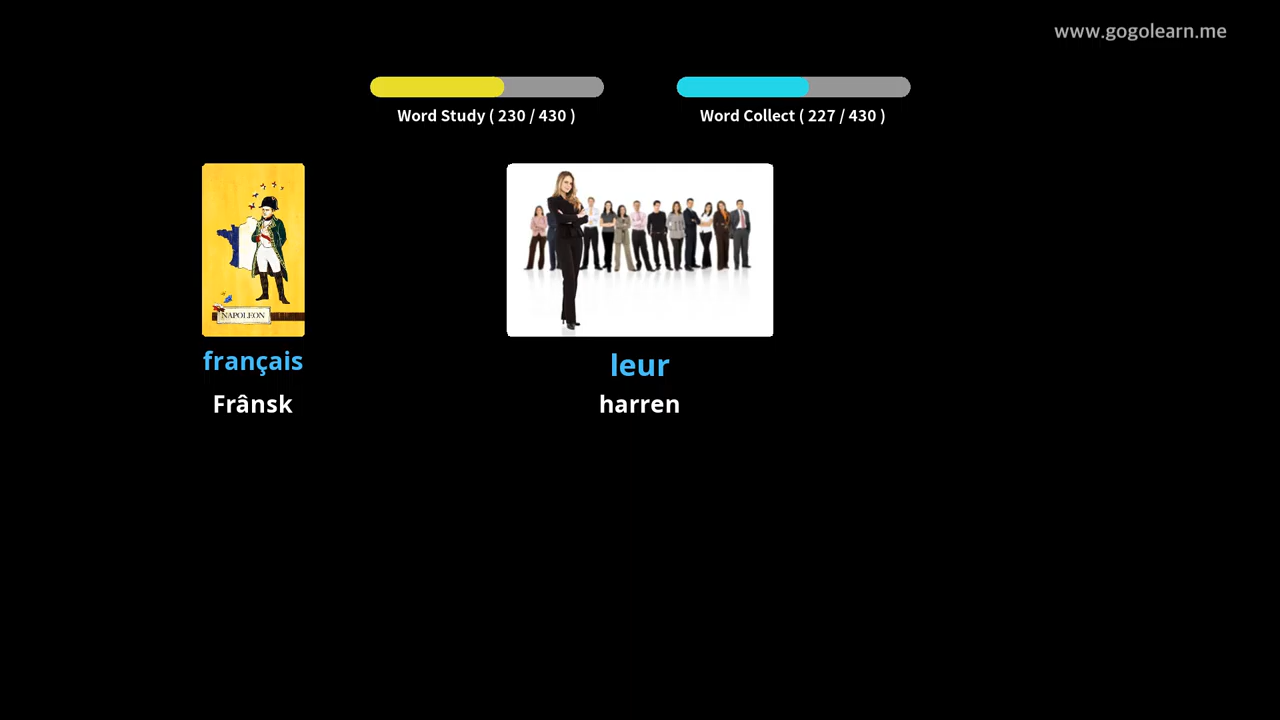 www.gogolearn.me
Word Study ( 230 / 430 )
Word Collect ( 227 / 430 )
NAPOLEON
français
leur
Frânsk
harren